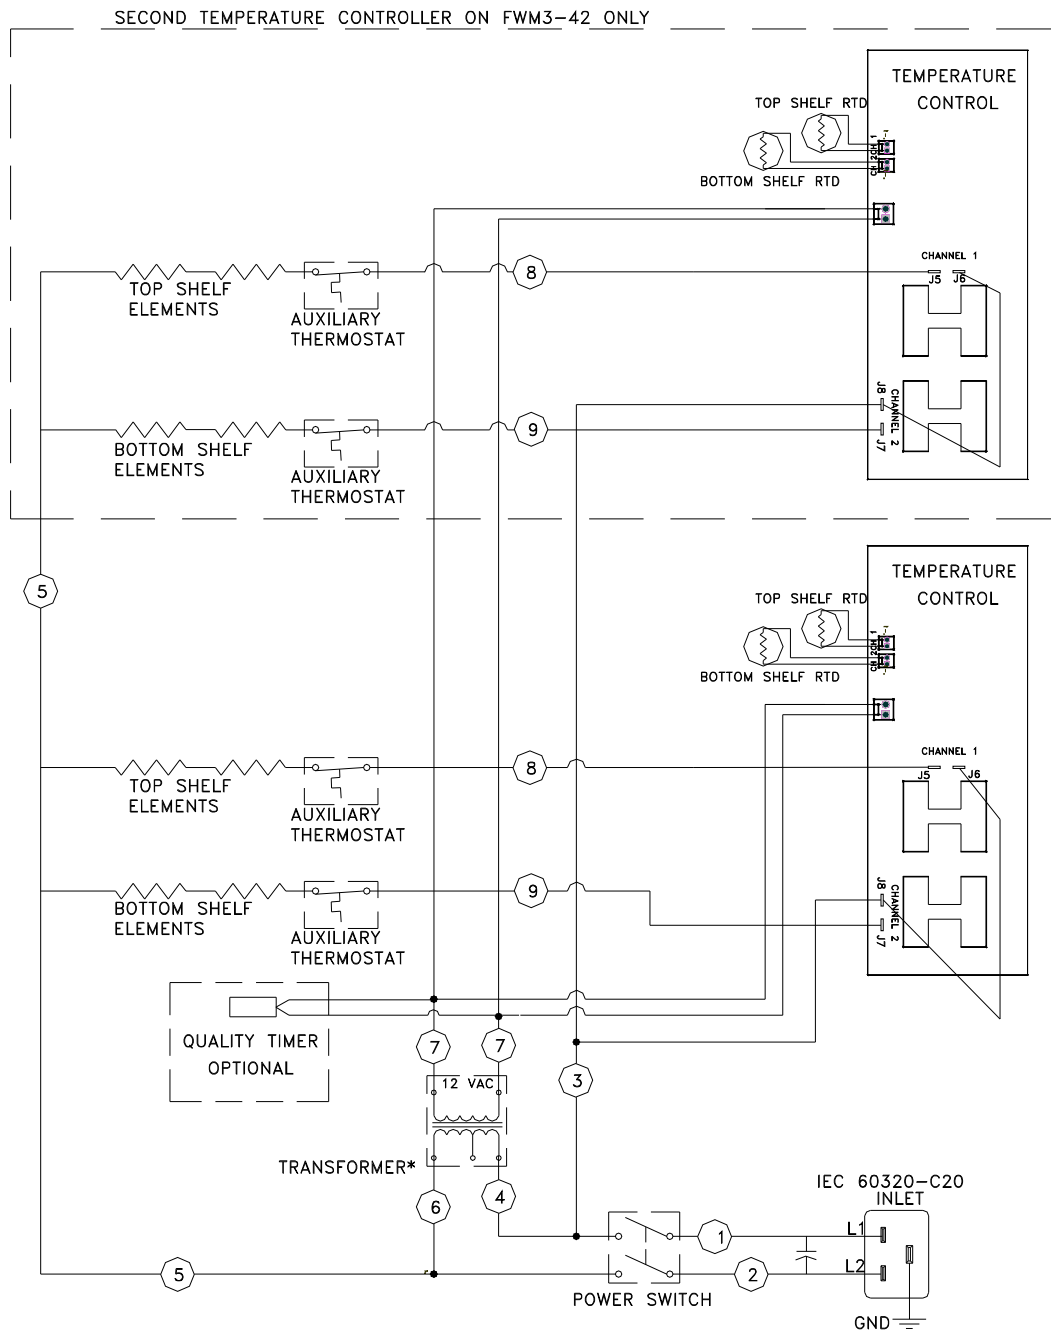 SECOND TEMPERATURE CONTROLLER ON FWM3-42 ONLY
TEMPERATURE
CONTROL
TOP SHELF RTD
CH 1
CH 2
BOTTOM SHELF RTD
CHANNEL 1
J5 J6
8
TOP SHELF
ELEMENTS
AUXILIARY
THERMOSTAT
J8
CHANNEL 2
J7
9
BOTTOM SHELF
ELEMENTS
AUXILIARY
THERMOSTAT
5
TEMPERATURE
CONTROL
TOP SHELF RTD
CH 1
CH 2
BOTTOM SHELF RTD
CHANNEL 1
J5 J6
8
TOP SHELF
ELEMENTS
AUXILIARY
THERMOSTAT
J8
CHANNEL 2
J7
9
BOTTOM SHELF
ELEMENTS
AUXILIARY
THERMOSTAT
QUALITY TIMER
OPTIONAL
7
7
3
12 VAC
TRANSFORMER*
6
4
IEC 60320-C20
INLET
L1
1
L2
2
5
POWER SWITCH
GND